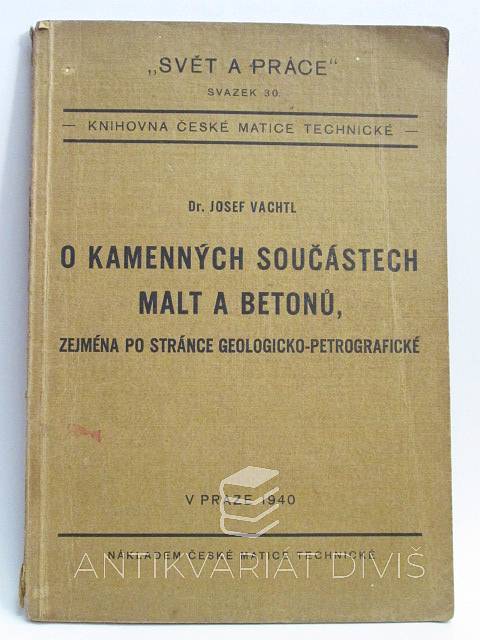 „SVĚT A PRÁCE“
SVAZEK 30.
— KNIHOVNA ČESKÉ MATICE TECHNICKÉ —
Dr. JOSEF VACHTL
O KAMENNÝCH SOUČÁSTECH
MALT A BETONŮ,
ZEJMÉNA PO STRÁNCE GEOLOGICKO-PETROGRAFICKÉ
V PRAZE 1940
NÁKLADEM ČESKÉ MATICE TECHNICKÉ
ANTIKVARIÁT DIVIŠ